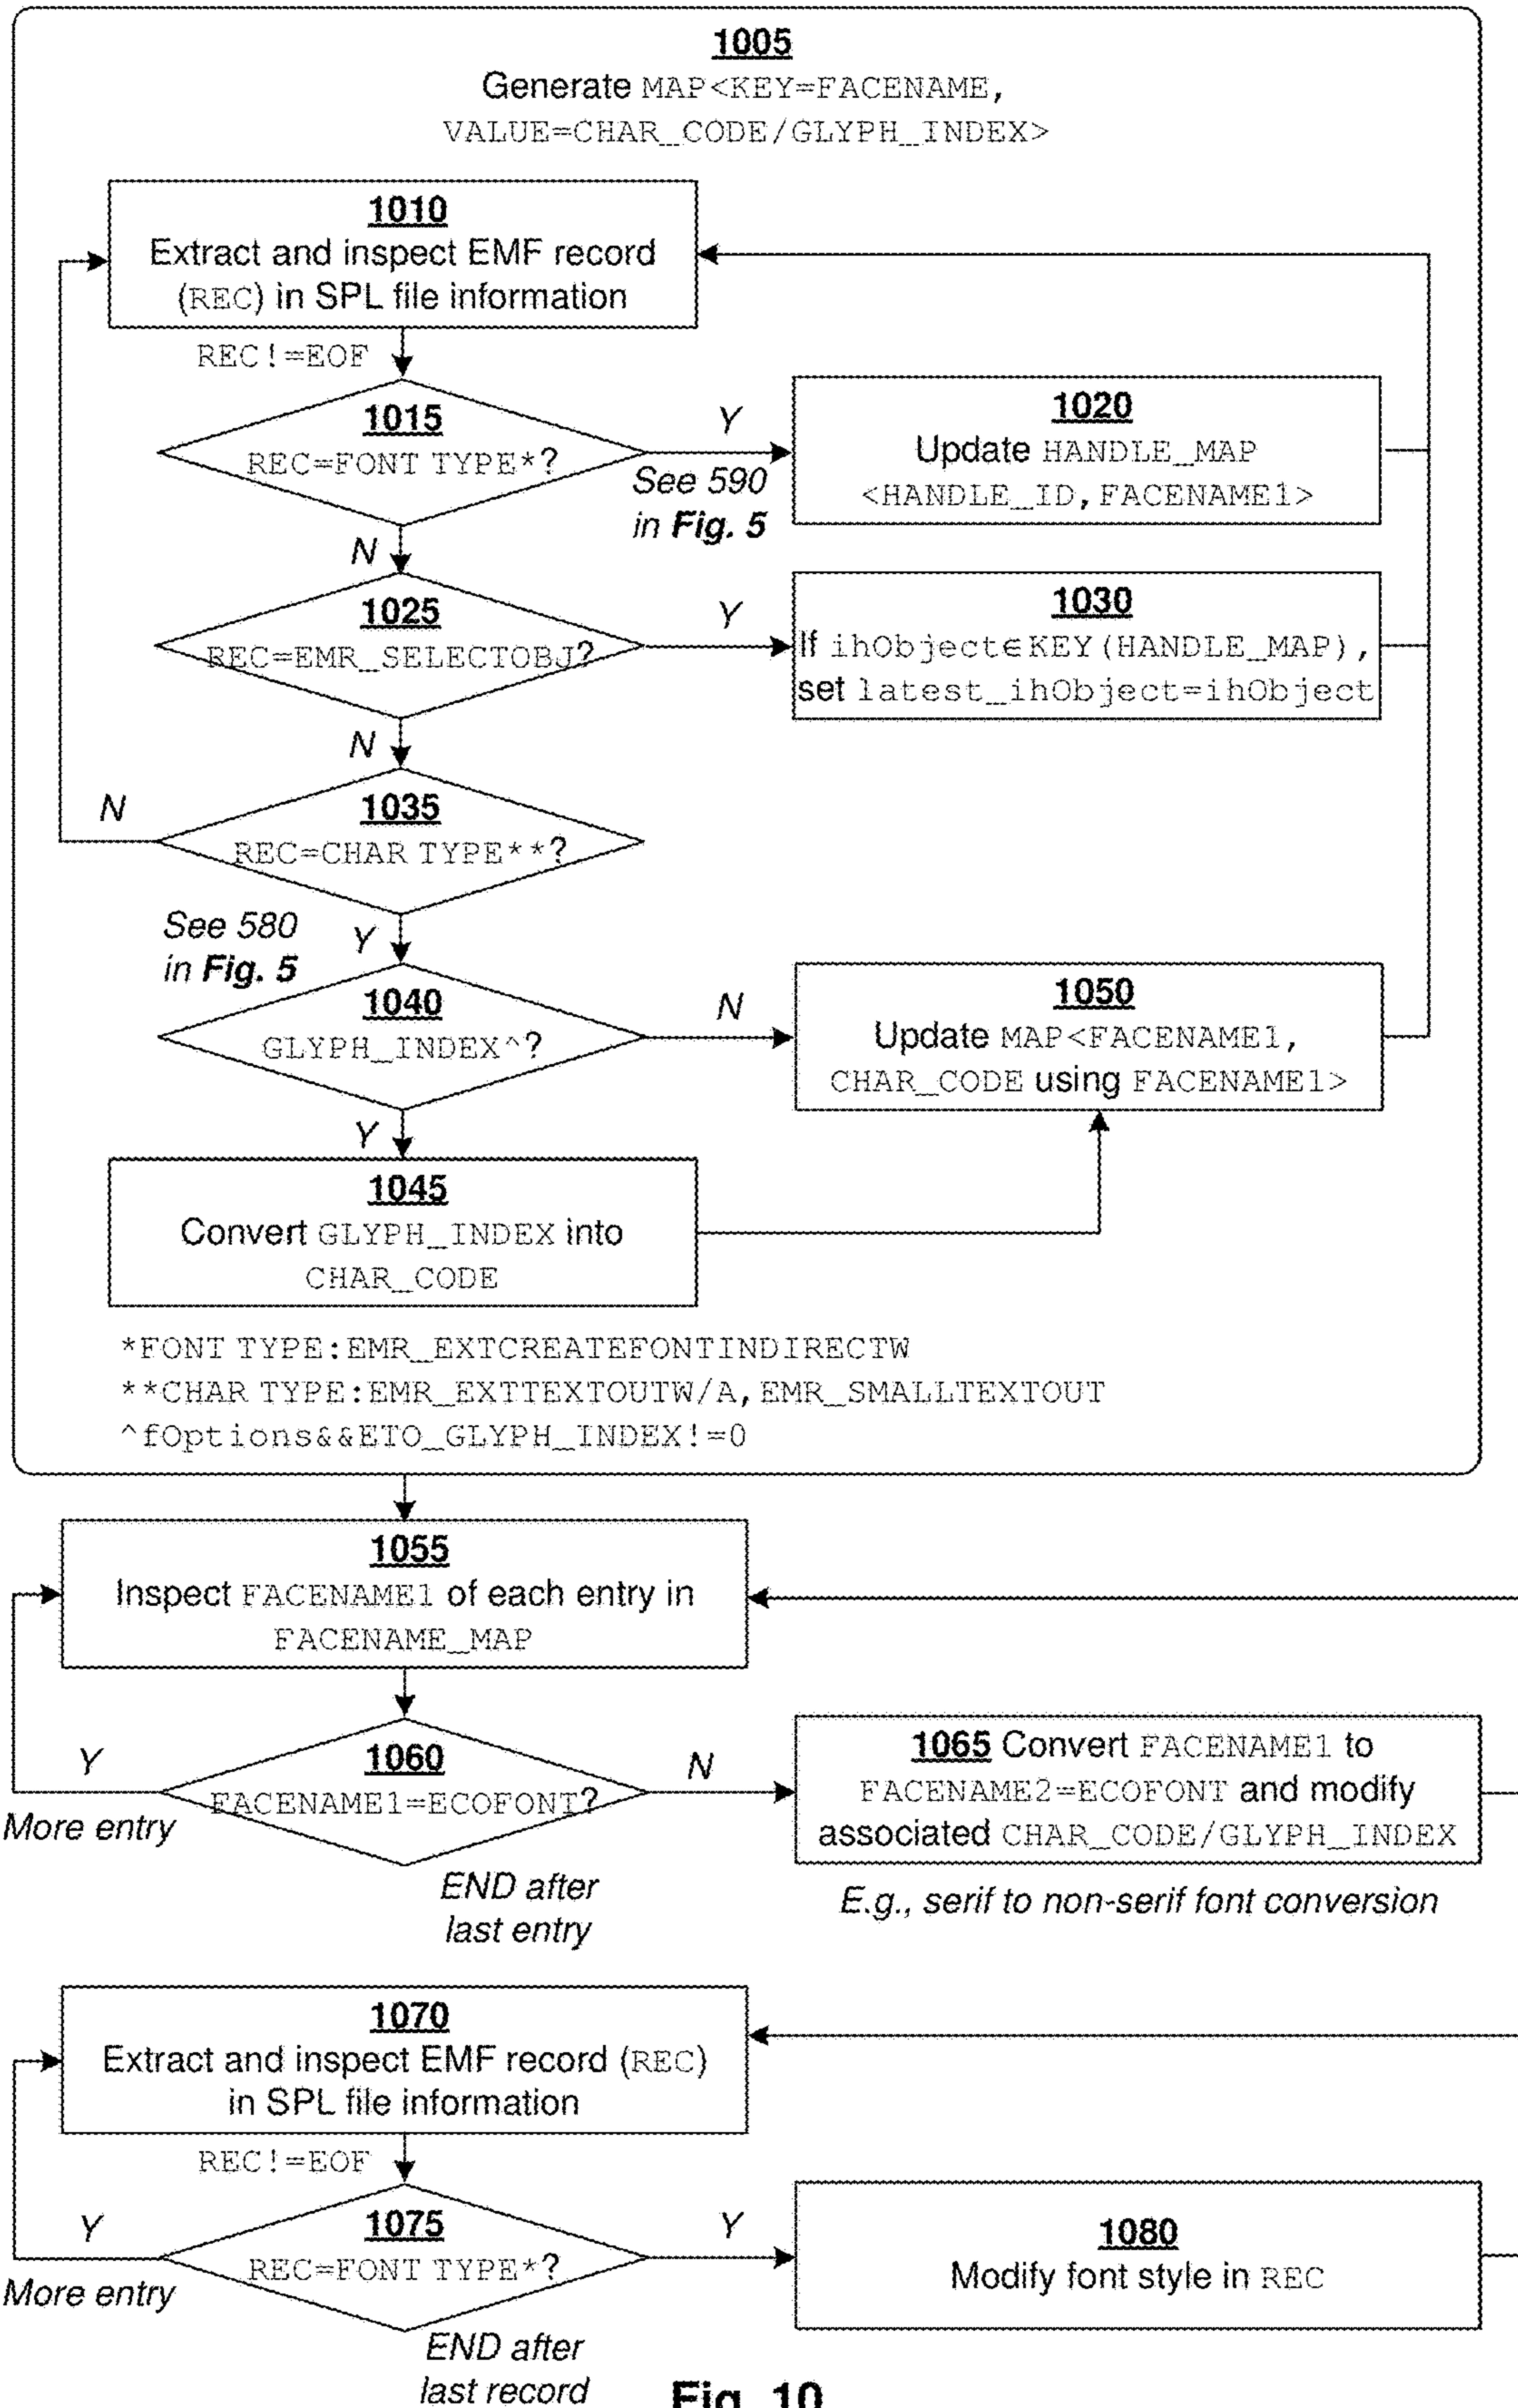 1005
Generate MAP<KEY=FACENAME,
VALUE=CHAR_CODE/GLYPH_INDEX>
1010
Extract and inspect EMF record
(REC) in SPL file information
REC!=EOF
1015
REC=FONT TYPE*?
Y
See 590
in Fig. 5
1020
Update HANDLE_MAP
<HANDLE_ID,FACENAME1>
N
1025
REC=EMR_SELECTOBJ?
Y
1030
If ihObject∈KEY(HANDLE_MAP),
set latest_ihObject=ihObject
N
1035
REC=CHAR TYPE**?
N
See 580
in Fig. 5
Y
1040
GLYPH_INDEX^?
N
1050
Update MAP<FACENAME1,
CHAR_CODE using FACENAME1>
Y
1045
Convert GLYPH_INDEX into
CHAR_CODE
*FONT TYPE:EMR_EXTCREATEFONTINDIRECTW
**CHAR TYPE:EMR_EXTTEXTOUTW/A,EMR_SMALLTEXTOUT
^fOptions&&ETO_GLYPH_INDEX!=0
1055
Inspect FACENAME1 of each entry in
FACENAME_MAP
1060
FACENAME1=ECOFONT?
Y
More entry
N
1065 Convert FACENAME1 to
FACENAME2=ECOFONT and modify
associated CHAR_CODE/GLYPH_INDEX
END after
last entry
E.g., serif to non-serif font conversion
1070
Extract and inspect EMF record (REC)
in SPL file information
REC!=EOF
1075
REC=FONT TYPE*?
Y
More entry
Y
1080
Modify font style in REC
END after
last record
Fig. 10